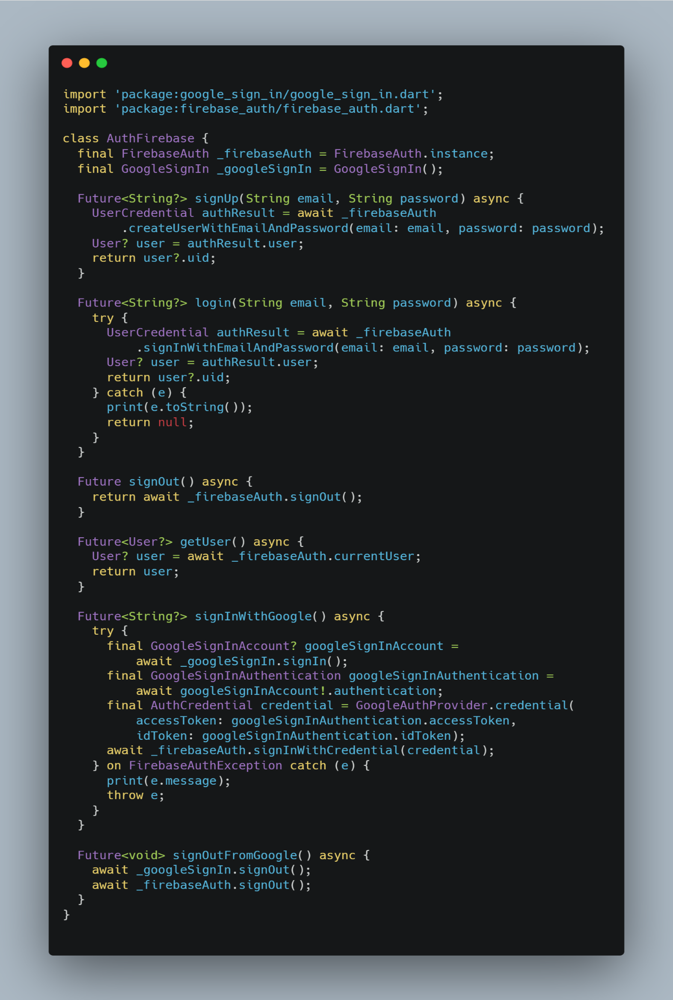 import 'package:google_sign_in/google_sign_in.dart';
import 'package:firebase_auth/firebase_auth.dart';

class AuthFirebase {
  final FirebaseAuth _firebaseAuth = FirebaseAuth.instance;
  final GoogleSignIn _googleSignIn = GoogleSignIn();

  Future<String?> signUp(String email, String password) async {
    UserCredential authResult = await _firebaseAuth
        .createUserWithEmailAndPassword(email: email, password: password);
    User? user = authResult.user;
    return user?.uid;
  }

  Future<String?> login(String email, String password) async {
    try {
      UserCredential authResult = await _firebaseAuth
          .signInWithEmailAndPassword(email: email, password: password);
      User? user = authResult.user;
      return user?.uid;
    } catch (e) {
      print(e.toString());
      return null;
    }
  }

  Future signOut() async {
    return await _firebaseAuth.signOut();
  }

  Future<User?> getUser() async {
    User? user = await _firebaseAuth.currentUser;
    return user;
  }

  Future<String?> signInWithGoogle() async {
    try {
      final GoogleSignInAccount? googleSignInAccount =
          await _googleSignIn.signIn();
      final GoogleSignInAuthentication googleSignInAuthentication =
          await googleSignInAccount!.authentication;
      final AuthCredential credential = GoogleAuthProvider.credential(
          accessToken: googleSignInAuthentication.accessToken,
          idToken: googleSignInAuthentication.idToken);
      await _firebaseAuth.signInWithCredential(credential);
    } on FirebaseAuthException catch (e) {
      print(e.message);
      throw e;
    }
  }

  Future<void> signOutFromGoogle() async {
    await _googleSignIn.signOut();
    await _firebaseAuth.signOut();
  }
}